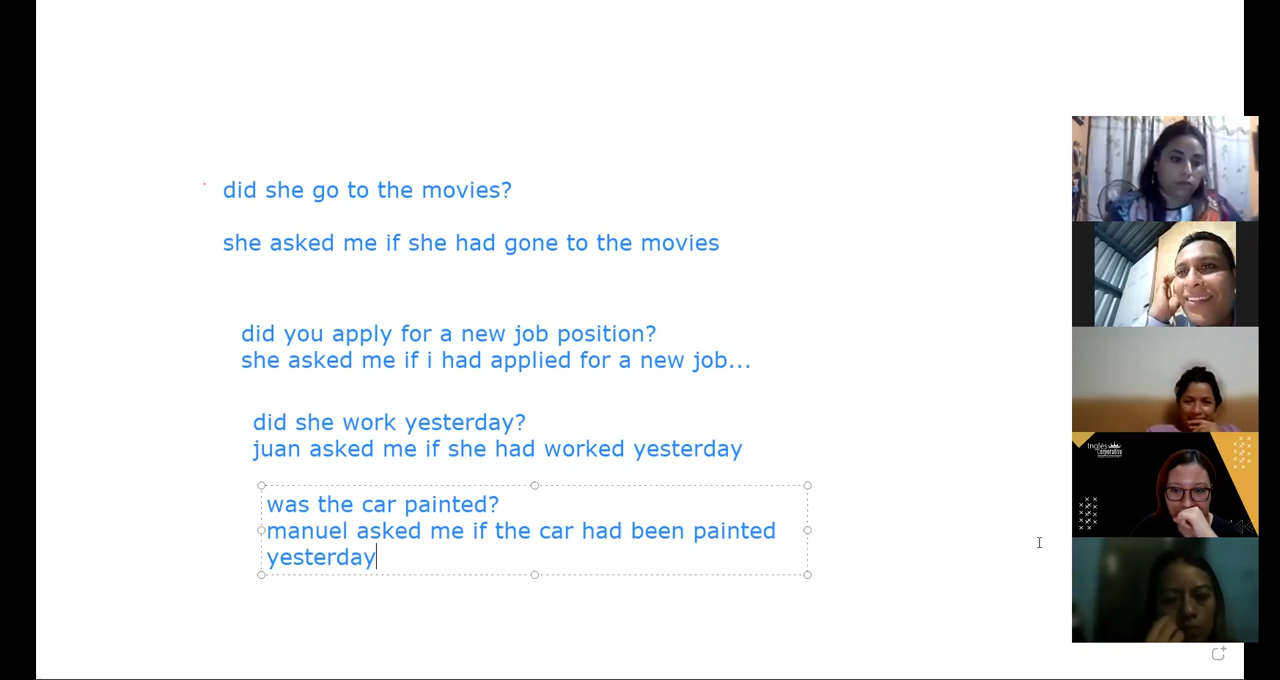 did she go to the movies?
she asked me if she had gone to the movies
did you apply for a new job position?
she asked me if i had applied for a new job...
did she work yesterday?
juan asked me if she had worked yesterday
was the car painted?
manuel asked me if the car had been painted
yesterday
Inglés
Corporativo